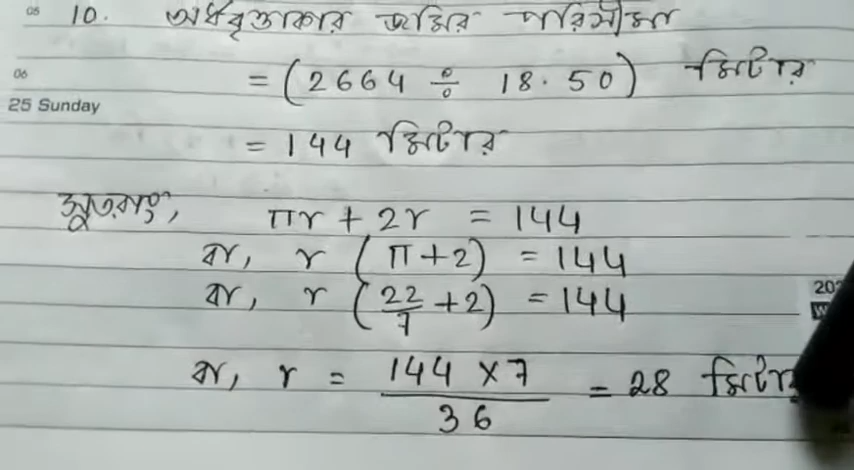 06 10. অর্ধবৃত্তাকার জমির পরিসীমা
06 = (2664 ÷ 18.50) মিটার
25 Sunday
= 144 মিটার
সুতরাং, πr + 2r = 144
বা, r (π + 2) = 144
বা, r (22/7 + 2) = 144
বা, r = 144 × 7 / 36 = 28 মিটার